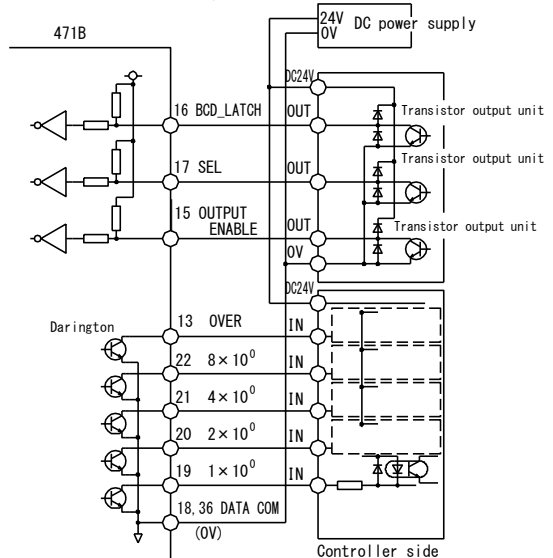 24V
0V
DC power supply
471B
DC24V
16 BCD_LATCH
OUT
Transistor output unit
17 SEL
OUT
Transistor output unit
15 OUTPUT
ENABLE
OUT
Transistor output unit
0V
DC24V
Darington
13 OVER
IN
22 8×10⁰
IN
21 4×10⁰
IN
20 2×10⁰
IN
19 1×10⁰
IN
18,36 DATA COM
(0V)
Controller side